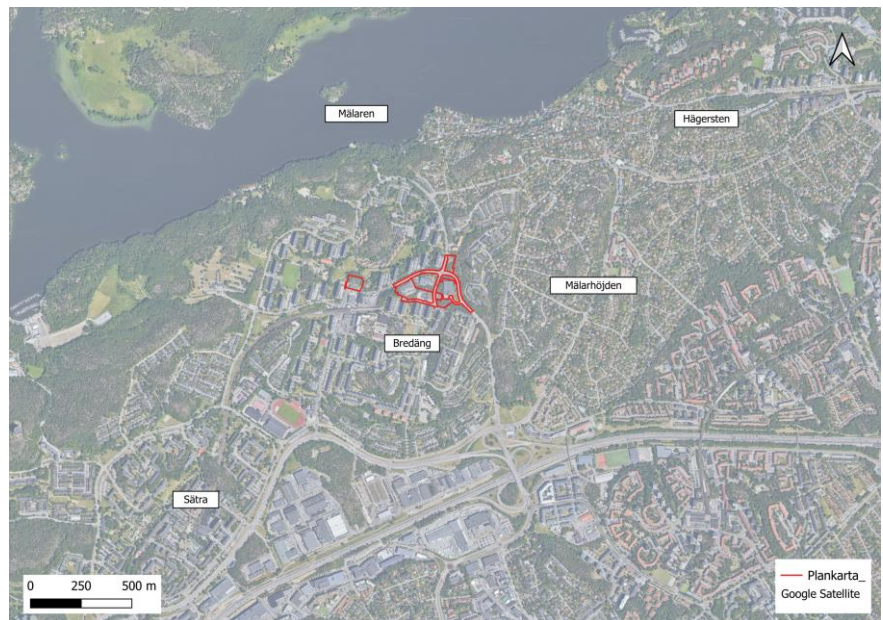 Mälaren
Hägersten
Mälarhöjden
Bredäng
Sätra
0 250 500 m
Plankarta_
Google Satellite